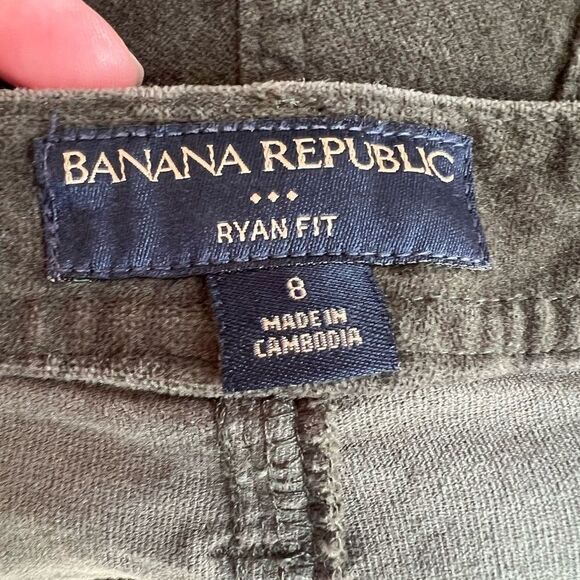 BANANA REPUBLIC
RYAN FIT
8
MADE IN
CAMBODIA